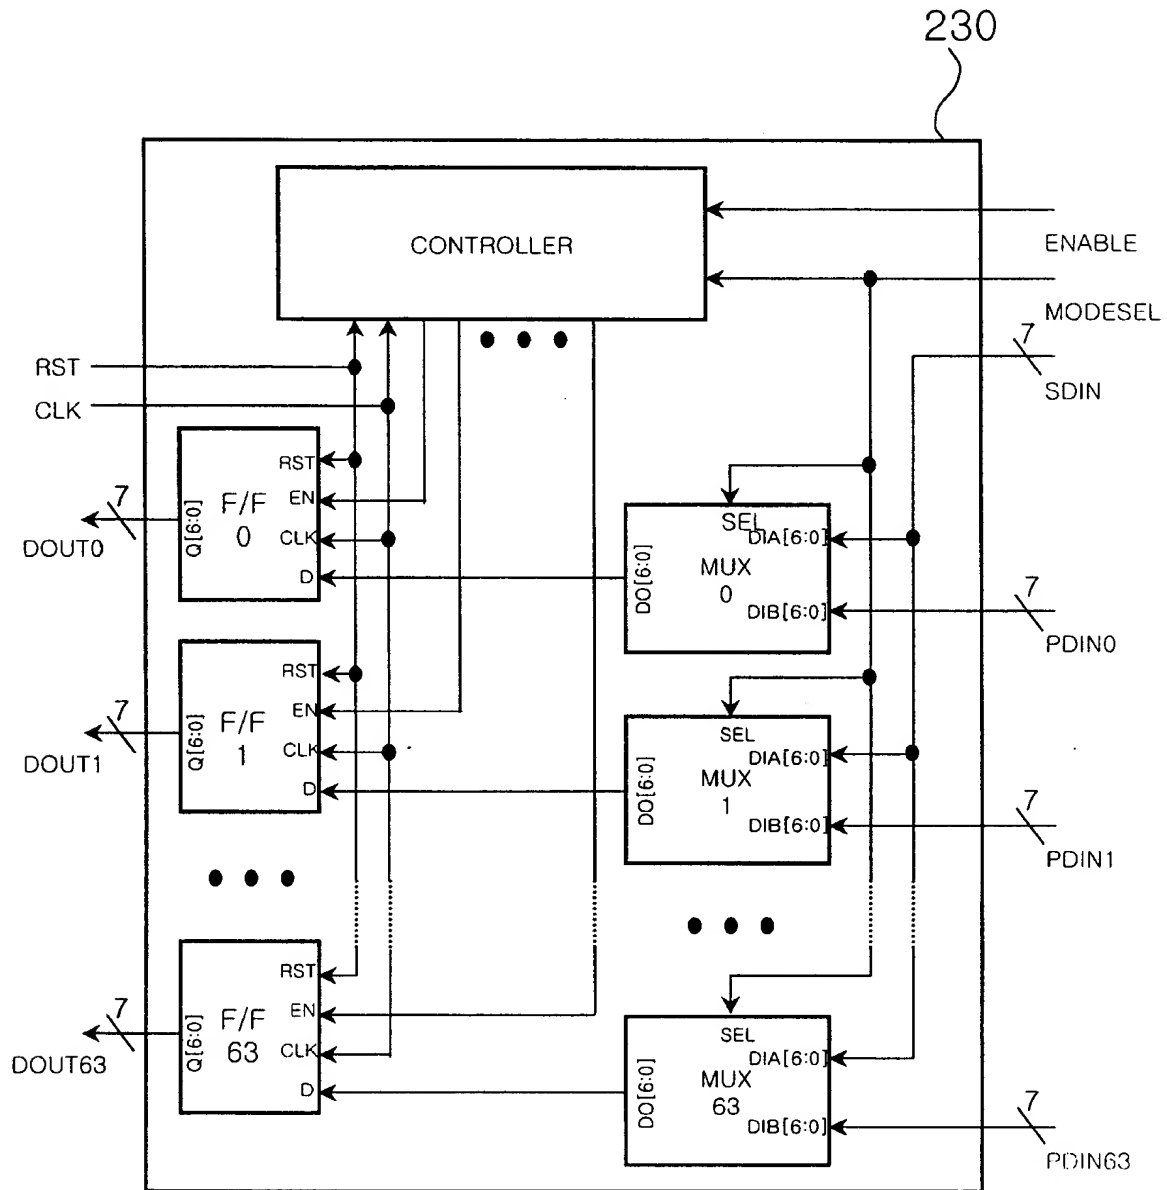 230
CONTROLLER
ENABLE
MODESEL
7
SDIN
RST
CLK
RST
EN
CLK
D
Q[6:0]
F/F
0
7
DOUT0
SEL
DIA[6:0]
MUX
0
DO[6:0]
DIB[6:0]
7
PDIN0
RST
EN
CLK
D
Q[6:0]
F/F
1
7
DOUT1
SEL
DIA[6:0]
MUX
1
DO[6:0]
DIB[6:0]
7
PDIN1
RST
EN
CLK
D
Q[6:0]
F/F
63
7
DOUT63
SEL
DIA[6:0]
MUX
63
DO[6:0]
DIB[6:0]
7
PDIN63